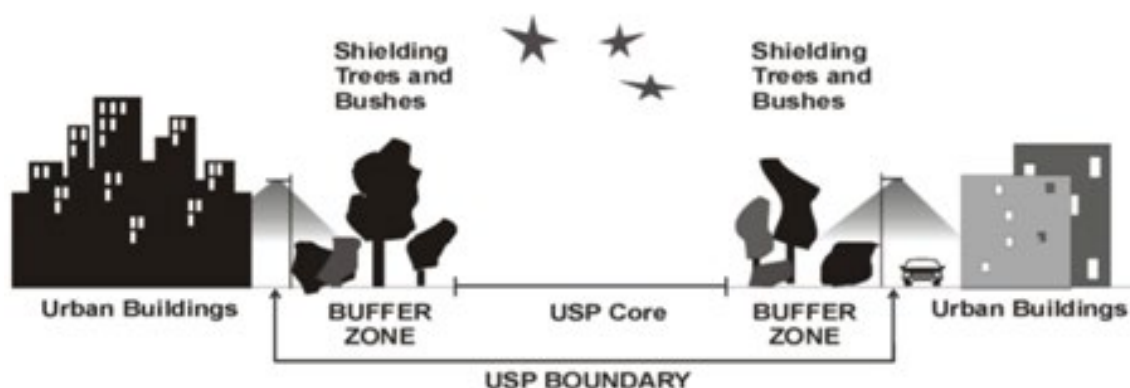 Shielding
Trees and
Bushes
Shielding
Trees and
Bushes
Urban Buildings
BUFFER
ZONE
USP Core
BUFFER
ZONE
Urban Buildings
USP BOUNDARY